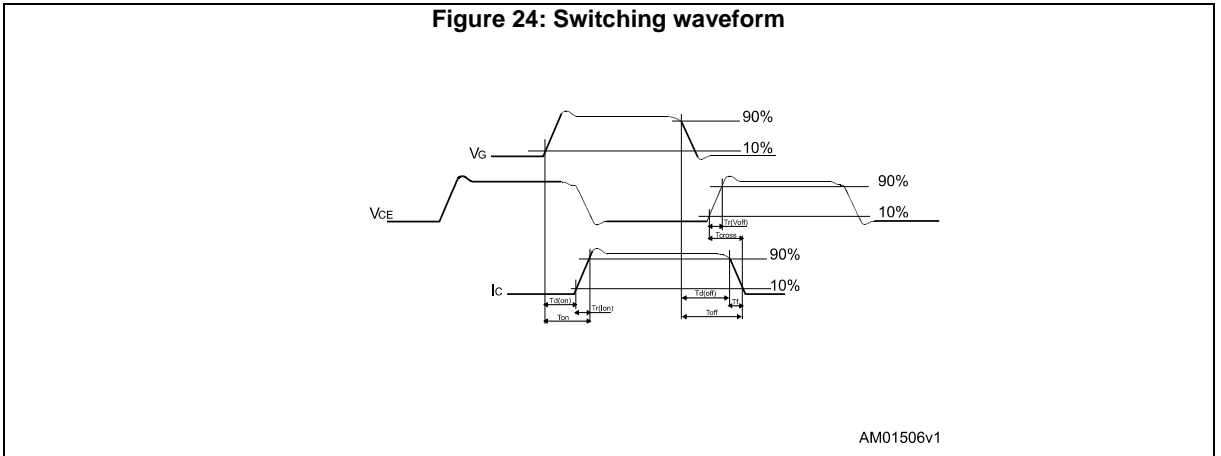 Figure 24: Switching waveform
90%
10%
VG
90%
VCE
10%
Tr(Voff)
Tcross
90%
IC
10%
Td(on)
Td(off)
Tr(Ion)
Tf
Ton
Toff
AM01506v1